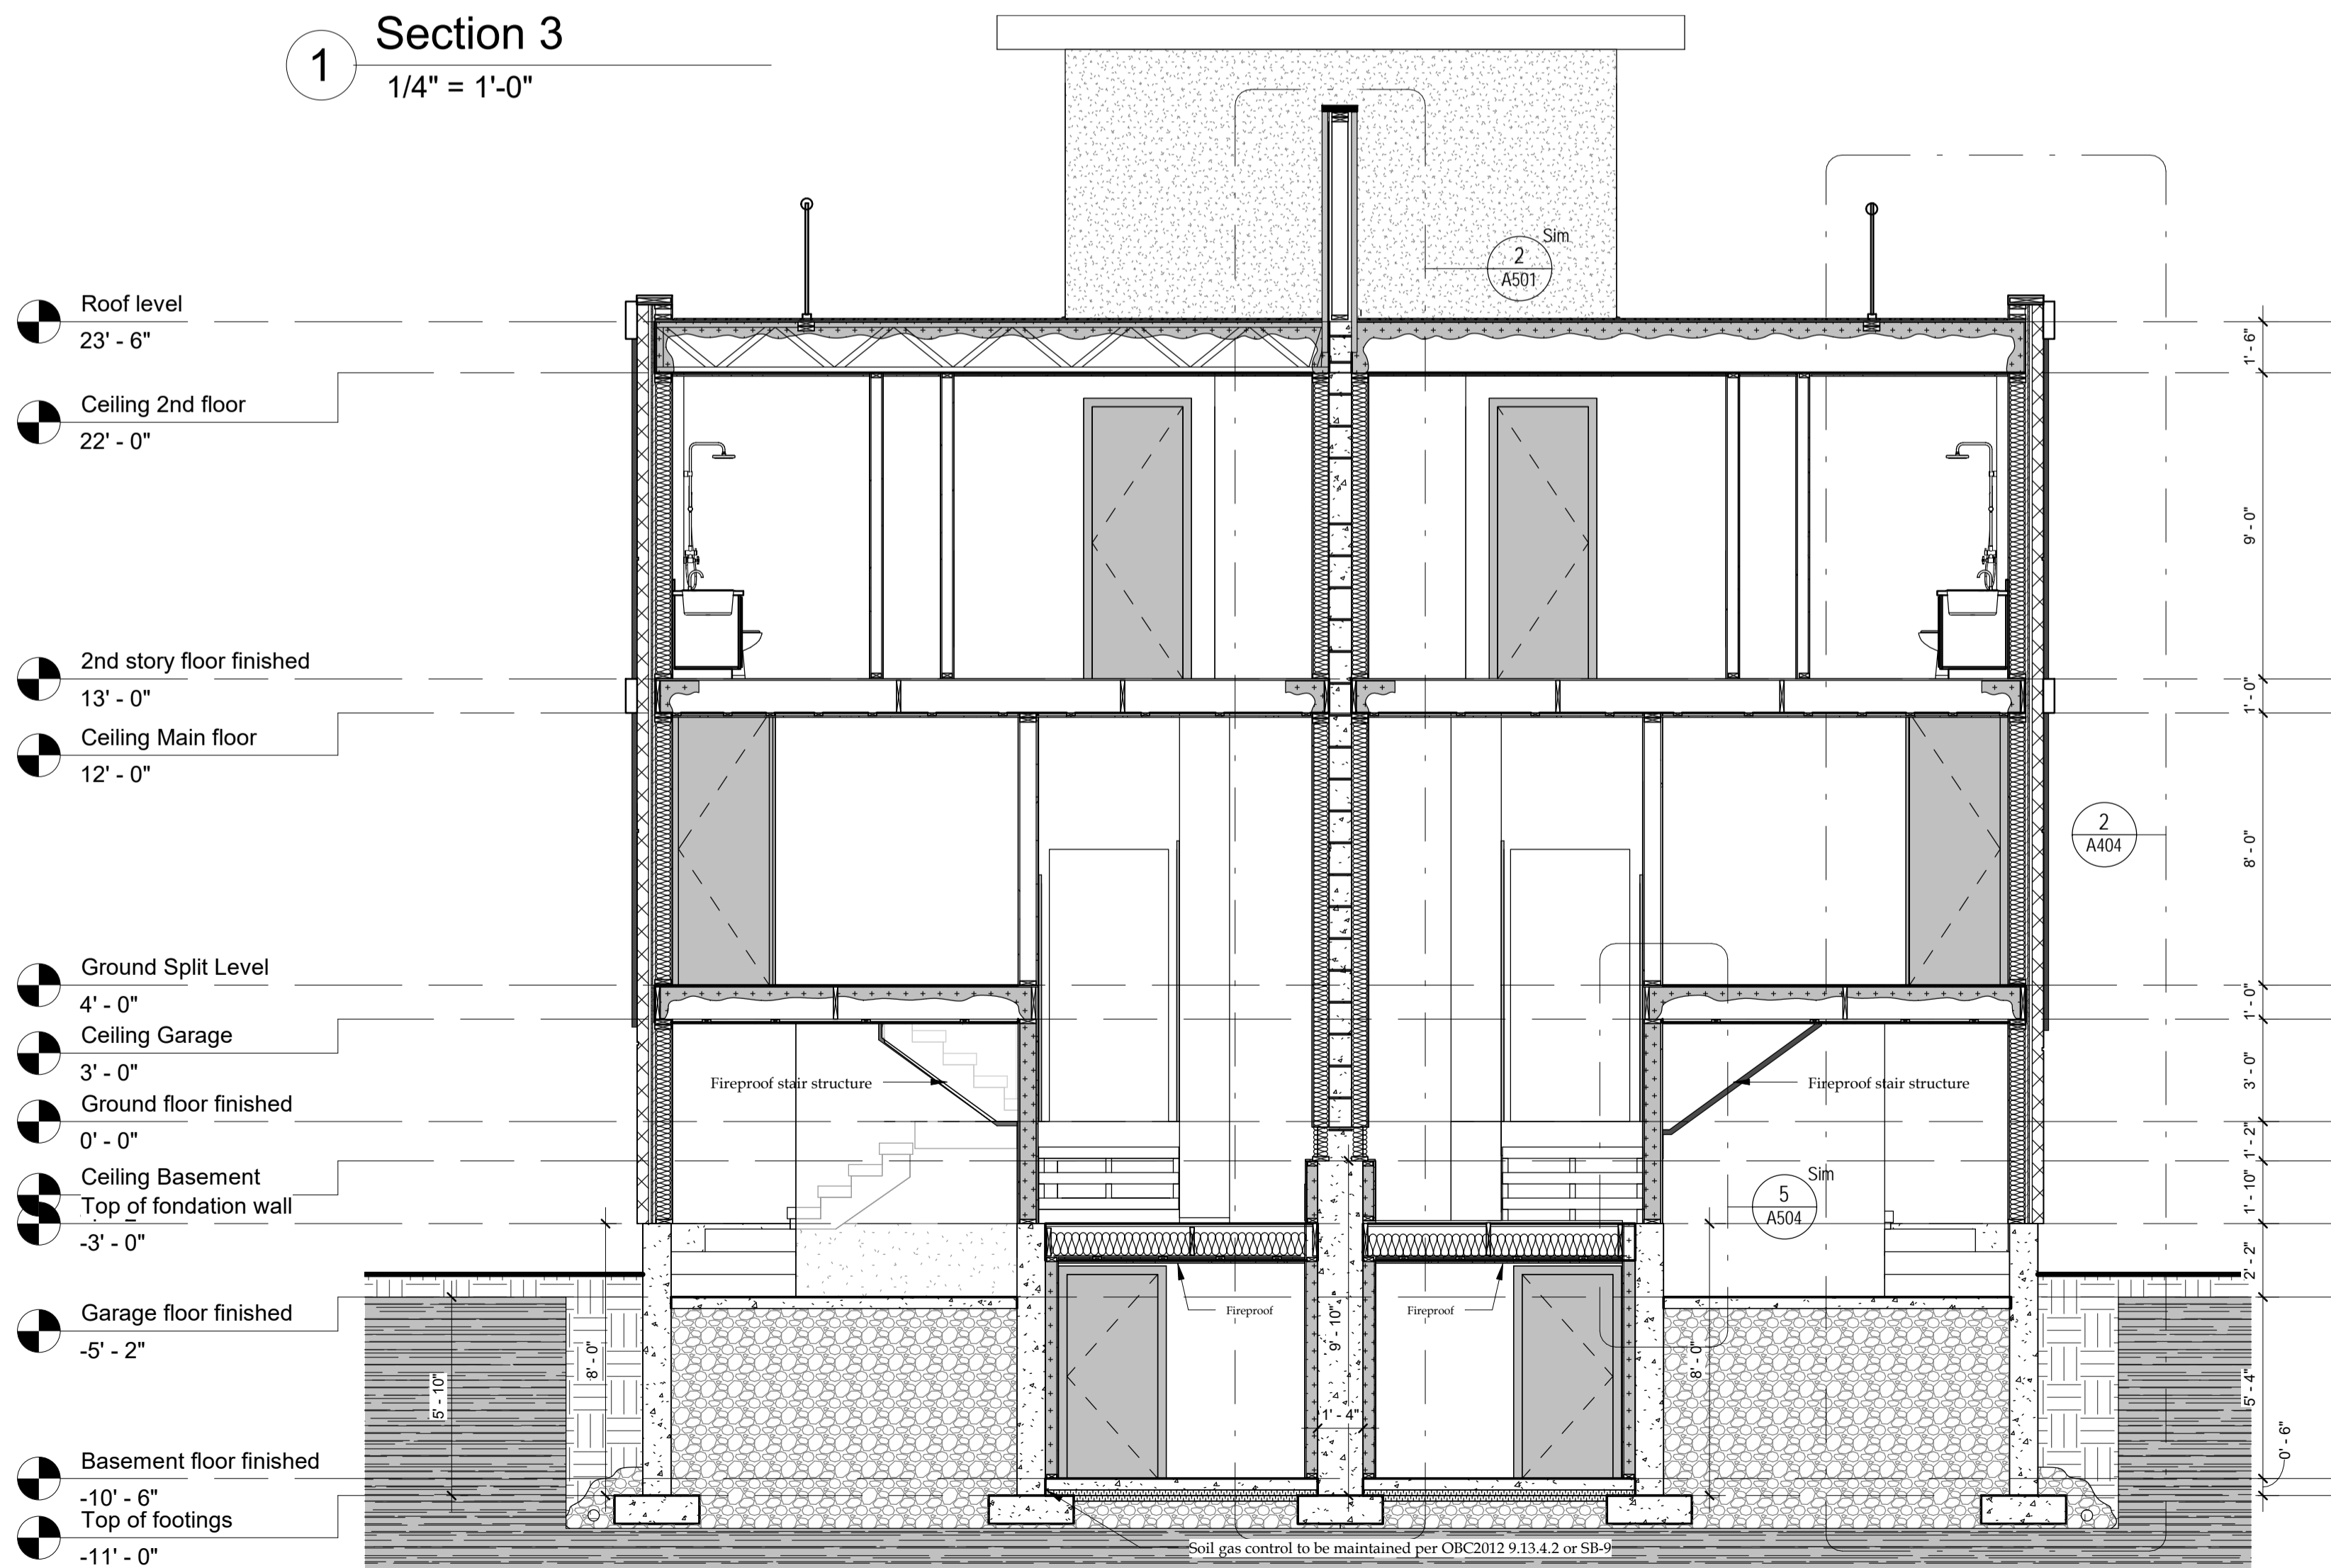 1
Section 3
1/4" = 1'-0"
Sim
2
A501
Roof level
23' - 6"
Ceiling 2nd floor
22' - 0"
2nd story floor finished
13' - 0"
Ceiling Main floor
12' - 0"
Ground Split Level
4' - 0"
Ceiling Garage
3' - 0"
Ground floor finished
0' - 0"
Ceiling Basement
Top of fondation wall
-3' - 0"
Garage floor finished
-5' - 2"
Basement floor finished
-10' - 6"
Top of footings
-11' - 0"
Fireproof stair structure
Fireproof stair structure
2
A404
Sim
5
A504
Fireproof
Fireproof
5' - 10"
8' - 0"
9' - 10"
1' - 4"
8' - 0"
1' - 6"
9' - 0"
1' - 0"
8' - 0"
1' - 0"
3' - 0"
1' - 2"
1' - 10"
2' - 2"
5' - 4"
0' - 6"
Soil gas control to be maintained per OBC2012 9.13.4.2 or SB-9